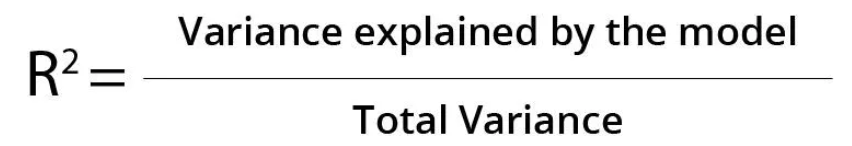 Variance explained by the model
R² =
Total Variance